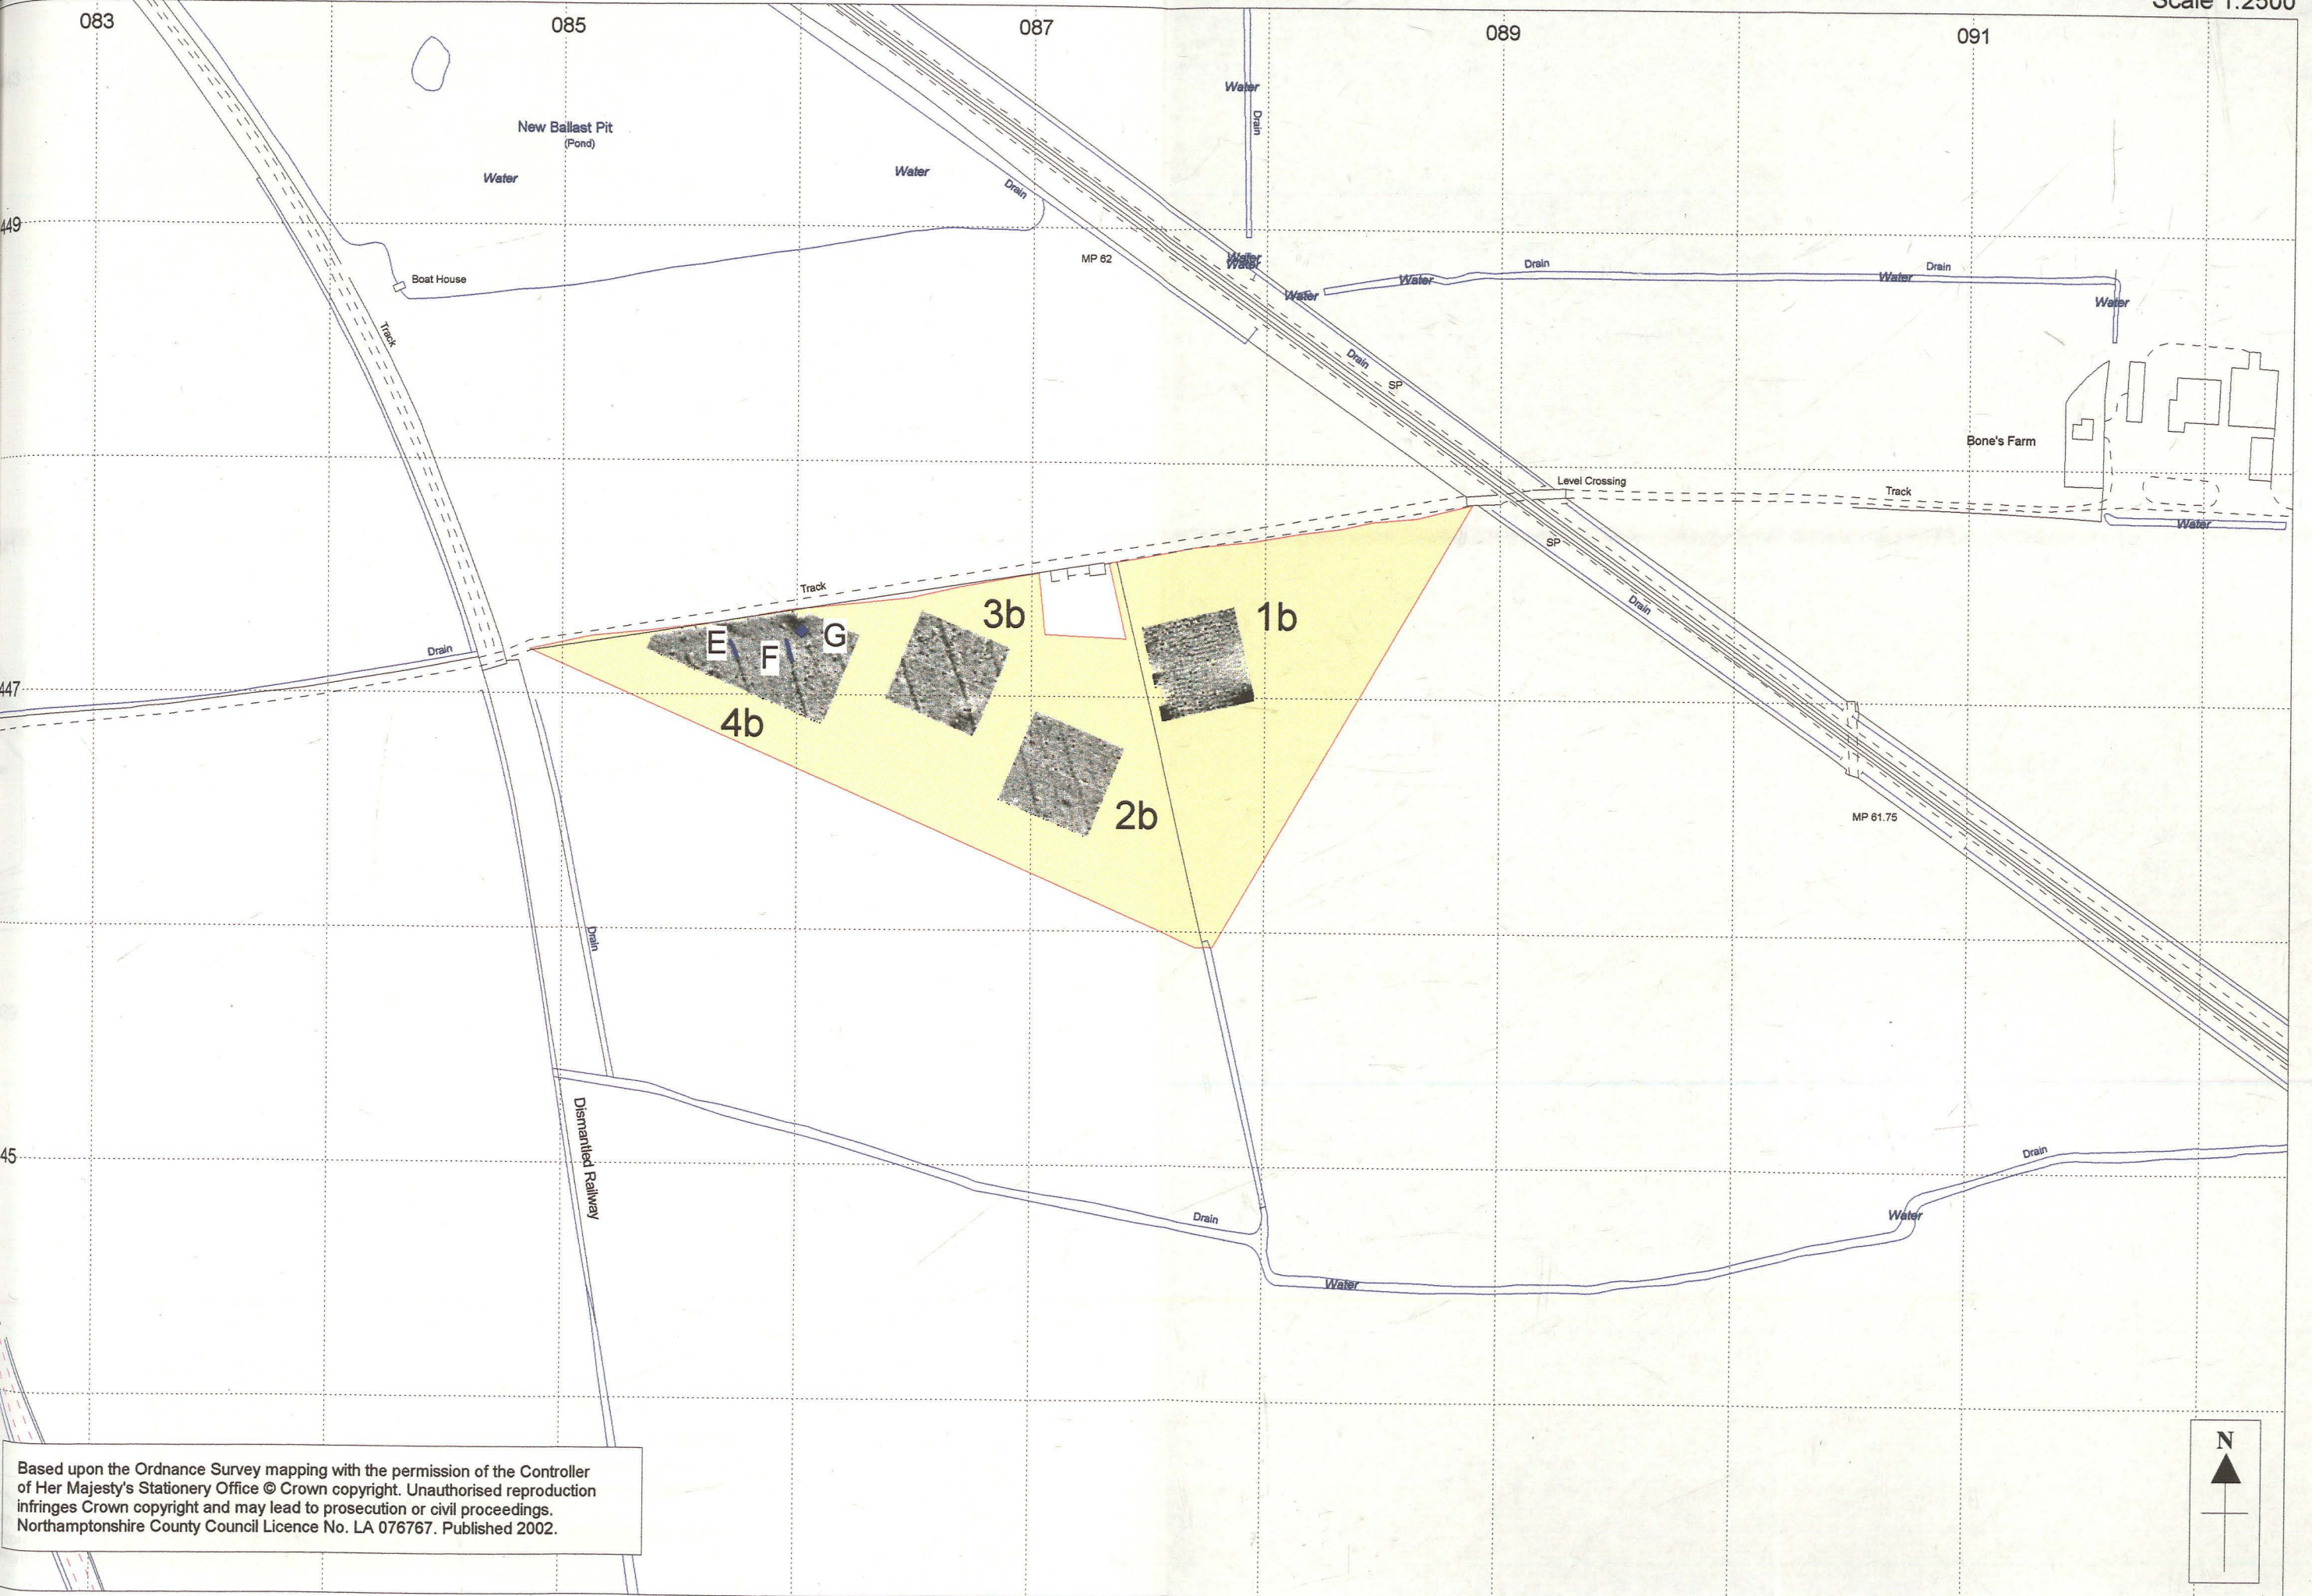 Scale 1:2500
083
085
087
089
091
Water
Drain
New Ballast Pit
(Pond)
Water
Water
Drain
449
MP 62
Water
Water
Drain
Drain
Water
Water
Water
Water
Boat House
Track
Drain
SP
Bone's Farm
Level Crossing
Track
Water
SP
Track
Drain
3b
1b
E
F
G
Drain
447
4b
2b
MP 61.75
Drain
Dismantled Railway
45
Drain
Drain
Water
Water
N
Based upon the Ordnance Survey mapping with the permission of the Controller
of Her Majesty's Stationery Office © Crown copyright. Unauthorised reproduction
infringes Crown copyright and may lead to prosecution or civil proceedings.
Northamptonshire County Council Licence No. LA 076767. Published 2002.